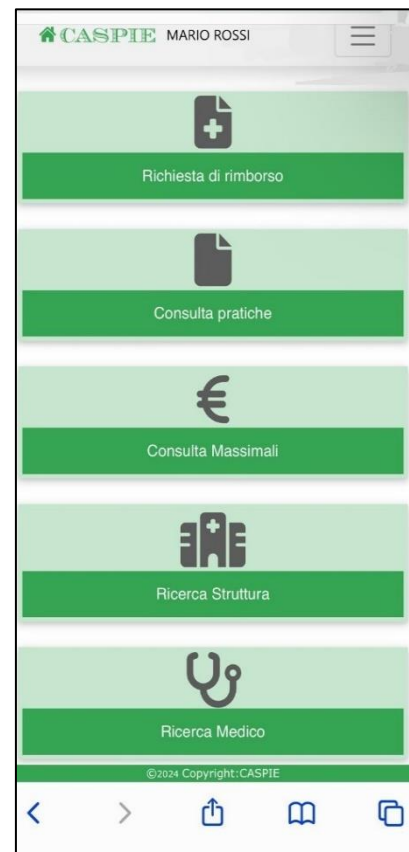 CASPIE MARIO ROSSI
Richiesta di rimborso
Consulta pratiche
€
Consulta Massimali
Ricerca Struttura
Ricerca Medico
©2024 Copyright:CASPIE